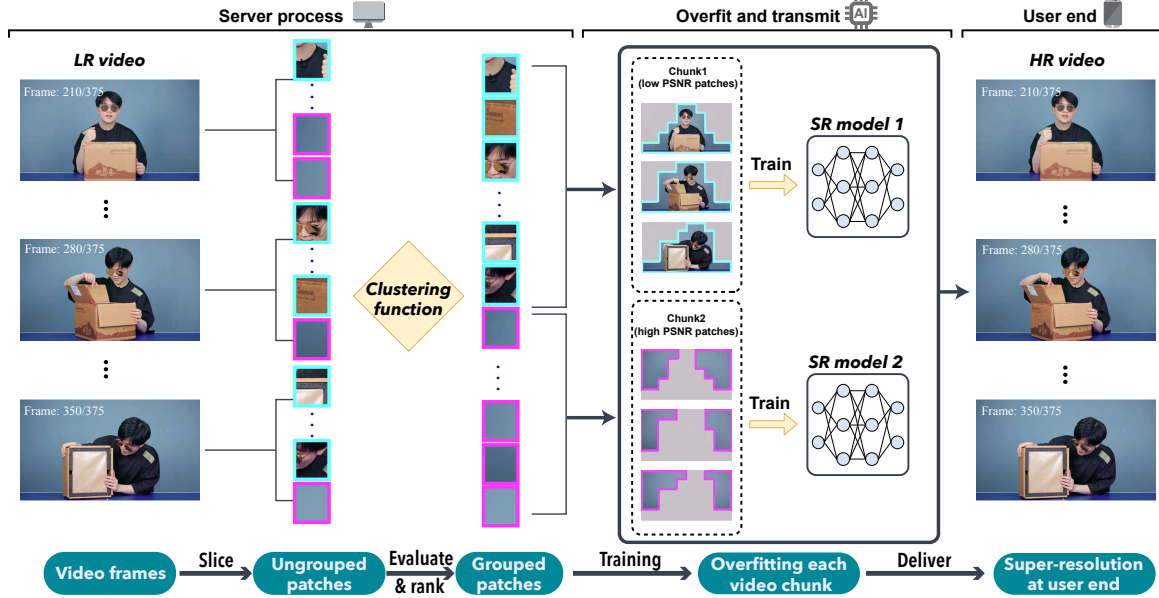 Server process
Overfit and transmit
AI
User end
LR video
Frame: 210/375
Frame: 280/375
Frame: 350/375
Clustering
function
Chunk1
(low PSNR patches)
Train
SR model 1
Chunk2
(high PSNR patches)
Train
SR model 2
HR video
Frame: 210/375
Frame: 280/375
Frame: 350/375
Video frames
Slice
Ungrouped
patches
Evaluate
& rank
Grouped
patches
Training
Overfitting each
video chunk
Deliver
Super-resolution
at user end